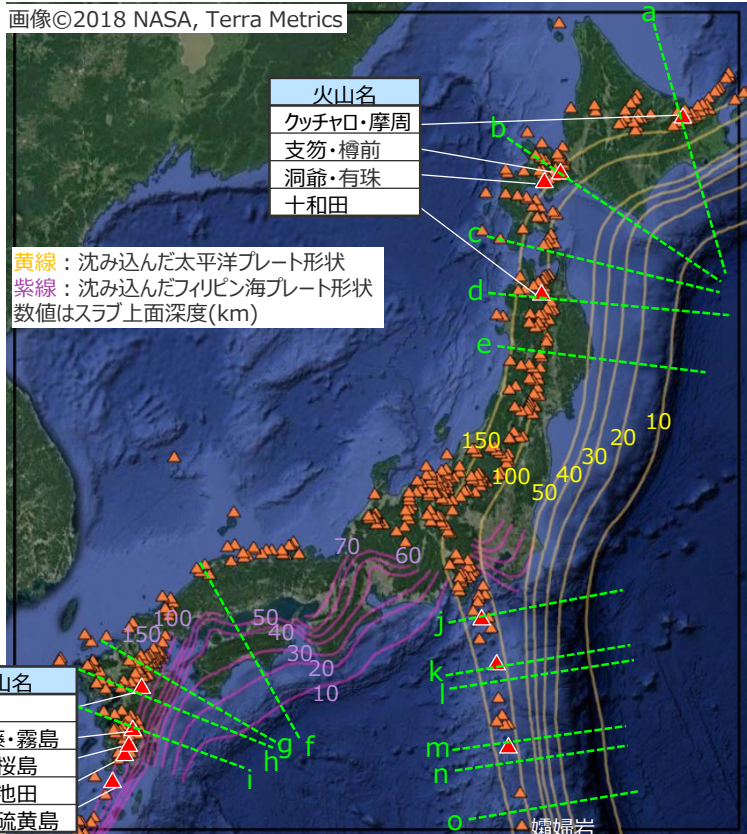 画像©2018 NASA, Terra Metrics
a
火山名
クッチャロ・摩周
支笏・樽前
洞爺・有珠
十和田
b
c
黄線：沈み込んだ太平洋プレート形状
紫線：沈み込んだフィリピン海プレート形状
数値はスラブ上面深度(km)
d
e
150
100
50
40
30
20
10
70
60
150
100
50
40
30
20
10
j
k
l
m
n
o
g
f
h
i
山名
・霧島
桜島
池田
硫黄島
孀婦岩